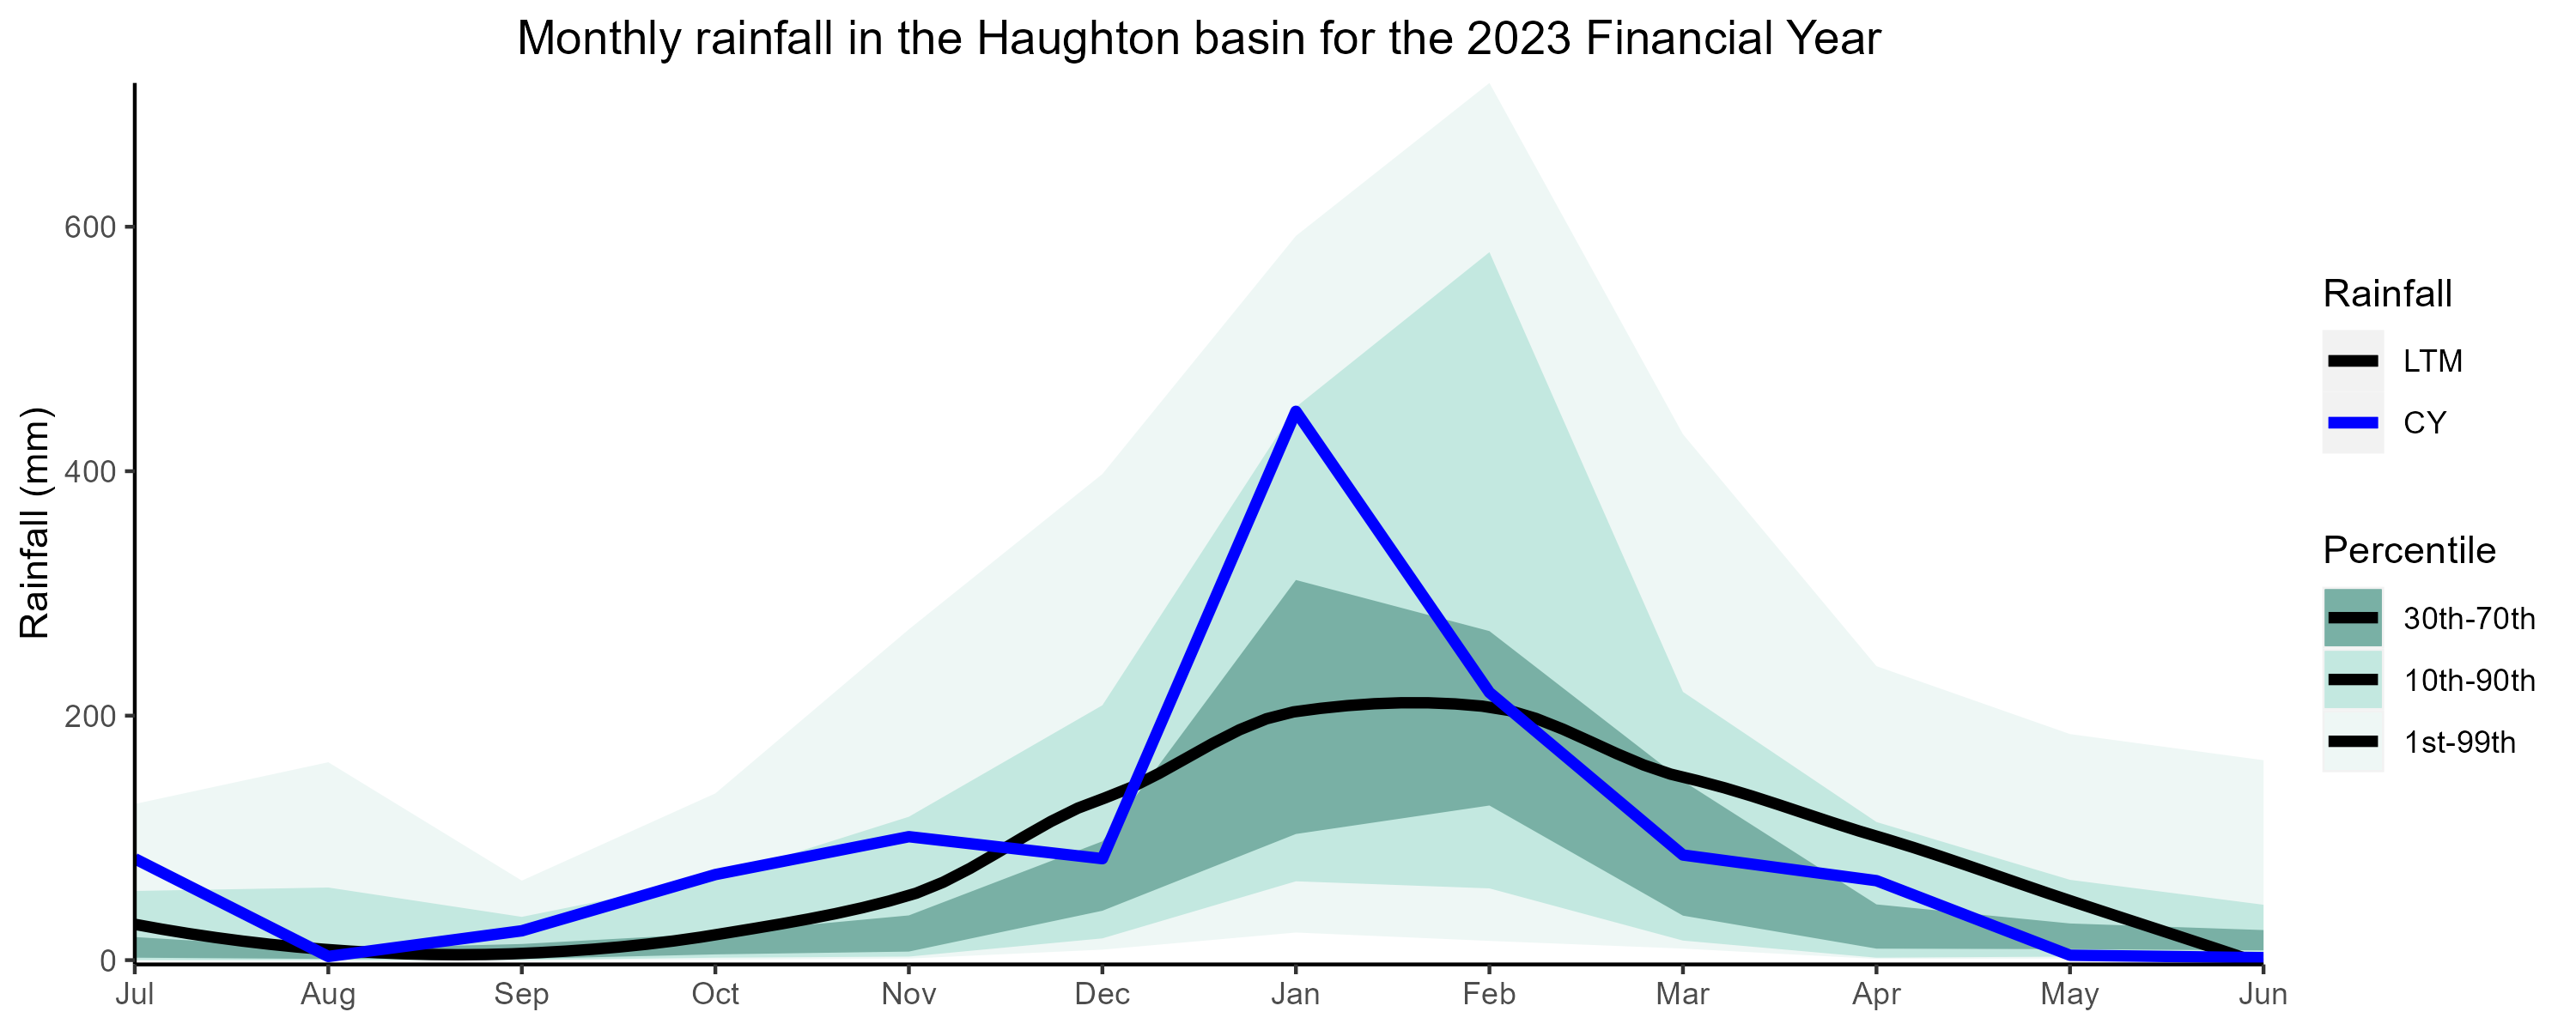 Monthly rainfall in the Haughton basin for the 2023 Financial Year
Rainfall (mm)
600
400
200
0
Jul Aug Sep Oct Nov Dec Jan Feb Mar Apr May Jun
Rainfall
LTM
CY
Percentile
30th-70th
10th-90th
1st-99th